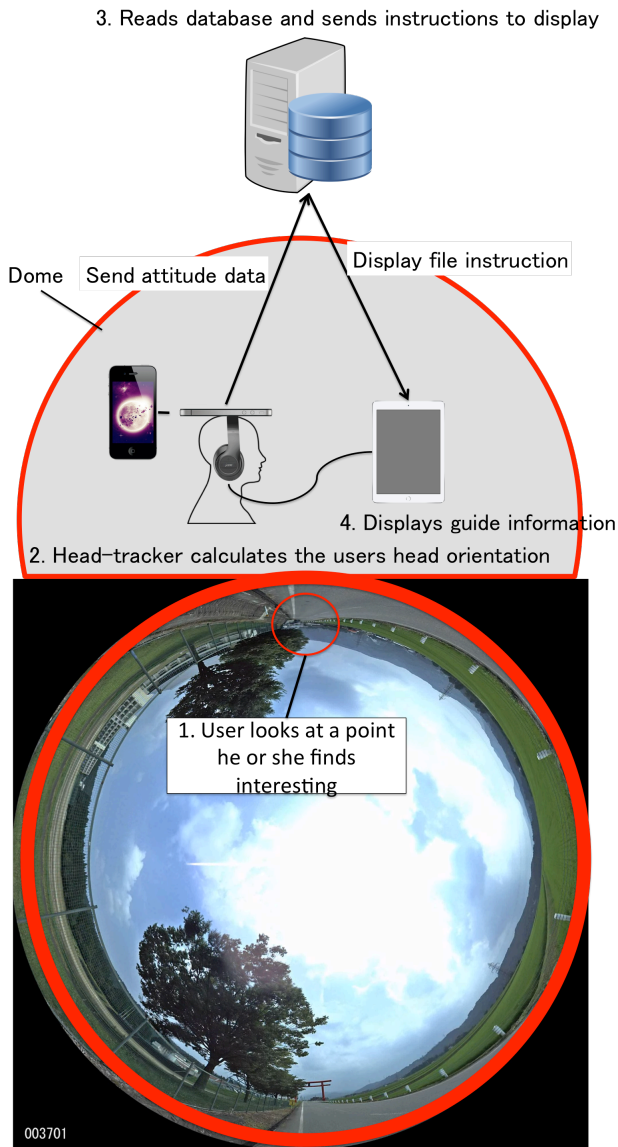 3. Reads database and sends instructions to display
Dome
Send attitude data
Display file instruction
4. Displays guide information
2. Head-tracker calculates the users head orientation
1. User looks at a point
he or she finds
interesting
003701